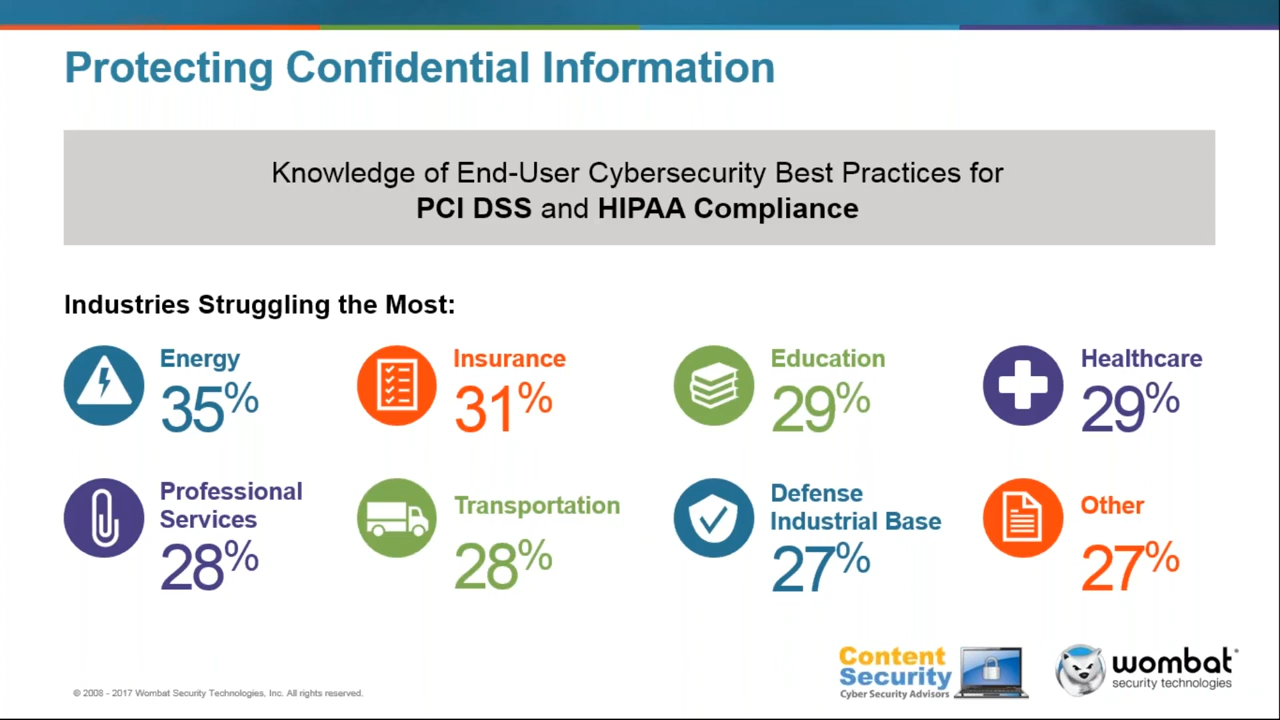 Protecting Confidential Information
Knowledge of End-User Cybersecurity Best Practices for
PCI DSS and HIPAA Compliance
Industries Struggling the Most:
Energy
35%
Insurance
31%
Education
29%
Healthcare
29%
Professional
Services
28%
Transportation
28%
Defense
Industrial Base
27%
Other
27%
Content
Security
Cyber Security Advisors
wombat
security technologies
© 2008 - 2017 Wombat Security Technologies, Inc. All rights reserved.